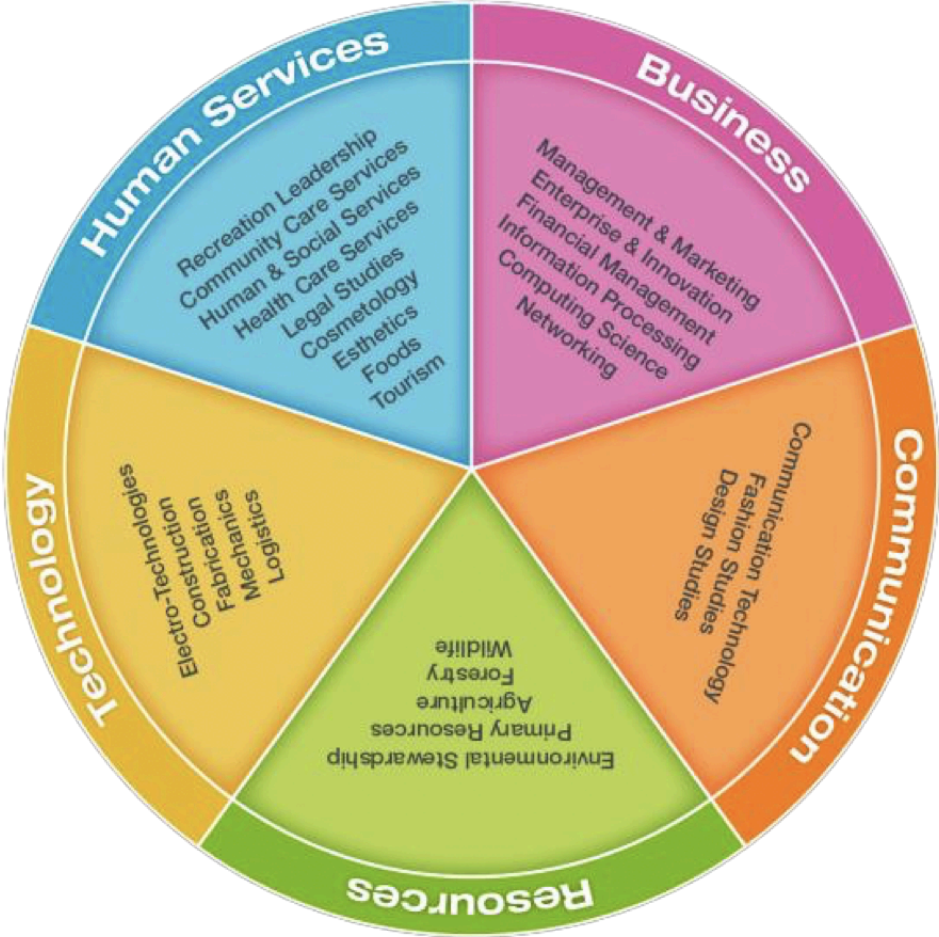 Human Services
Recreation Leadership
Community Care Services
Human & Social Services
Health Care Services
Legal Studies
Cosmetology
Esthetics
Foods
Tourism
Business
Management & Marketing
Enterprise & Innovation
Financial Management
Information Processing
Computing Science
Networking
Communication
Communication Technology
Fashion Studies
Design Studies
Resources
Environmental Stewardship
Primary Resources
Agriculture
Forestry
Wildlife
Technology
Electro-Technologies
Construction
Fabrication
Mechanics
Logistics